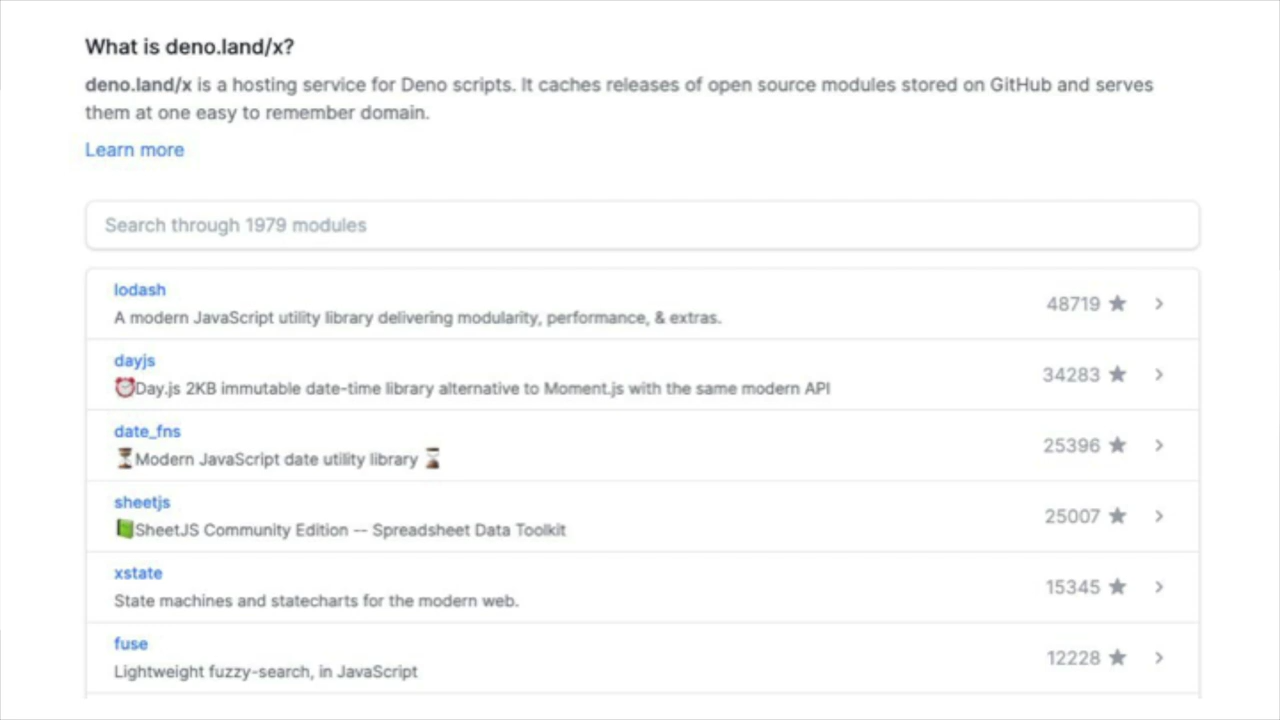 What is deno.land/x?
deno.land/x is a hosting service for Deno scripts. It caches releases of open source modules stored on GitHub and serves
them at one easy to remember domain.
Learn more
Search through 1979 modules
lodash
A modern JavaScript utility library delivering modularity, performance, & extras.
48719 ★
dayjs
⏰Day.js 2KB immutable date-time library alternative to Moment.js with the same modern API
34283 ★
date_fns
⏳Modern JavaScript date utility library ⌛
25396 ★
sheetjs
📗SheetJS Community Edition -- Spreadsheet Data Toolkit
25007 ★
xstate
State machines and statecharts for the modern web.
15345 ★
fuse
Lightweight fuzzy-search, in JavaScript
12228 ★